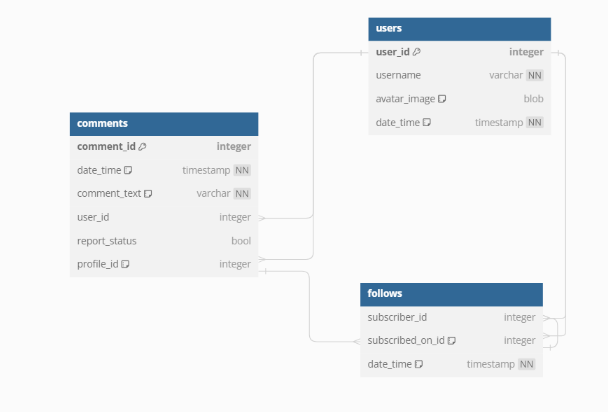 users
user_id integer
username varchar NN
avatar_image blob
date_time timestamp NN
comments
comment_id integer
date_time timestamp NN
comment_text varchar NN
user_id integer
report_status bool
profile_id integer
follows
subscriber_id integer
subscribed_on_id integer
date_time timestamp NN